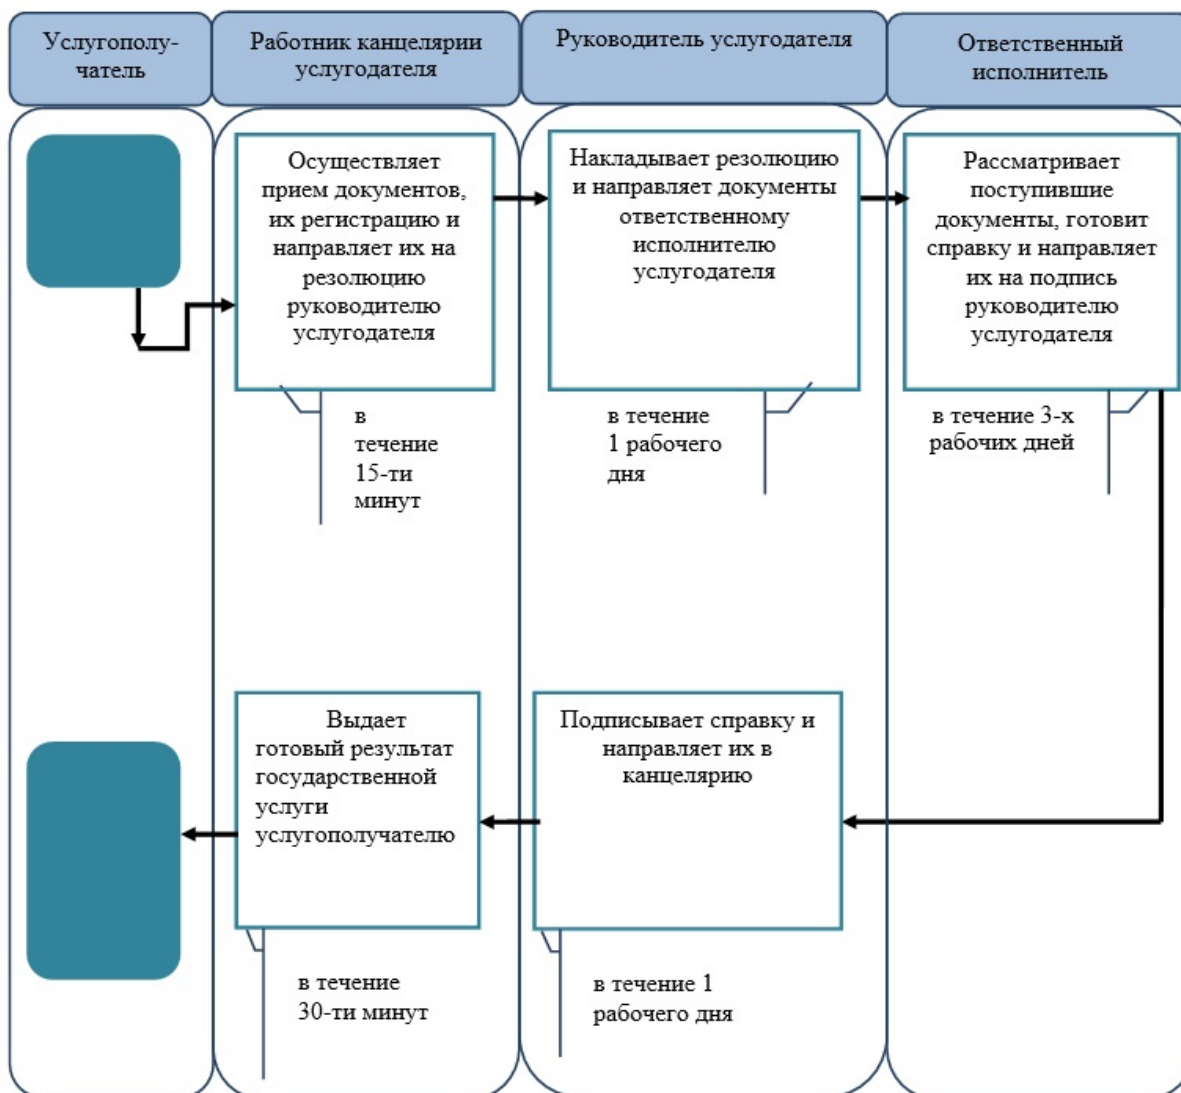 Услугополу-
чатель
Работник канцелярии
услугодателя
Руководитель услугодателя
Ответственный
исполнитель
Осуществляет
прием документов,
их регистрацию и
направляет их на
резолюцию
руководителю
услугодателя
Накладывает резолюцию
и направляет документы
ответственному
исполнителю
услугодателя
Рассматривает
поступившие
документы, готовит
справку и направляет
их на подпись
руководителю
услугодателя
в
течение
15-ти
минут
в течение
1 рабочего
дня
в течение 3-х
рабочих дней
Выдает
готовый результат
государственной
услуги
услугополучателю
Подписывает справку и
направляет их в
канцелярию
в течение
30-ти минут
в течение 1
рабочего дня